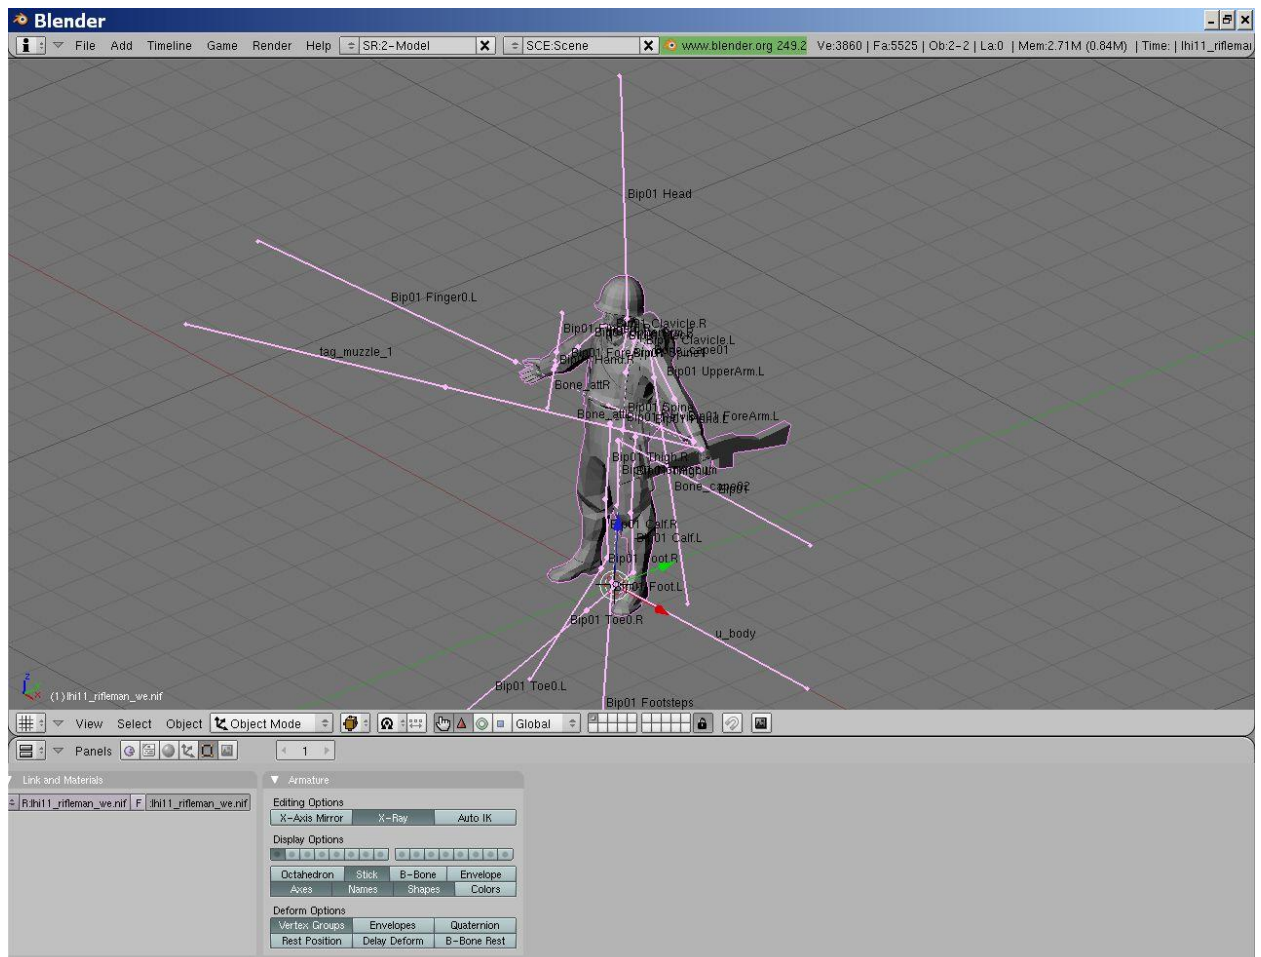 Blender
File Add Timeline Game Render Help SR:2-Model SCE:Scene www.blender.org 249.2 Ve:3860 | Fa:5525 | Ob:2-2 | La:0 | Mem:2.71M (0.84M) | Time: | lhi11_riflema
Bip01 Head
Bip01 Finger0.L
Clavicle.R
Clavicle.L
tag_muzzle_1
Hand.R
Bip01 UpperArm.L
Bone_attR
Bip01 Spine
ForeArm.L
Bip01 Thigh.R
Bone_cape02
Bip01 Calf.R
Bip01 Calf.L
Bip01 Foot.R
Foot.L
Bip01 Toe0.R
u_body
Bip01 Toe0.L
Bip01 Footsteps
z
x
(1) lhi11_rifleman_we.nif
View Select Object Object Mode Global
Panels 1
Link and Materials
Armature
R:lhi11_rifleman_we.nif F :lhi11_rifleman_we.nif
Editing Options
X-Axis Mirror X-Ray Auto IK
Display Options
Octahedron Stick B-Bone Envelope
Axes Names Shapes Colors
Deform Options
Vertex Groups Envelopes Quaternion
Rest Position Delay Deform B-Bone Rest